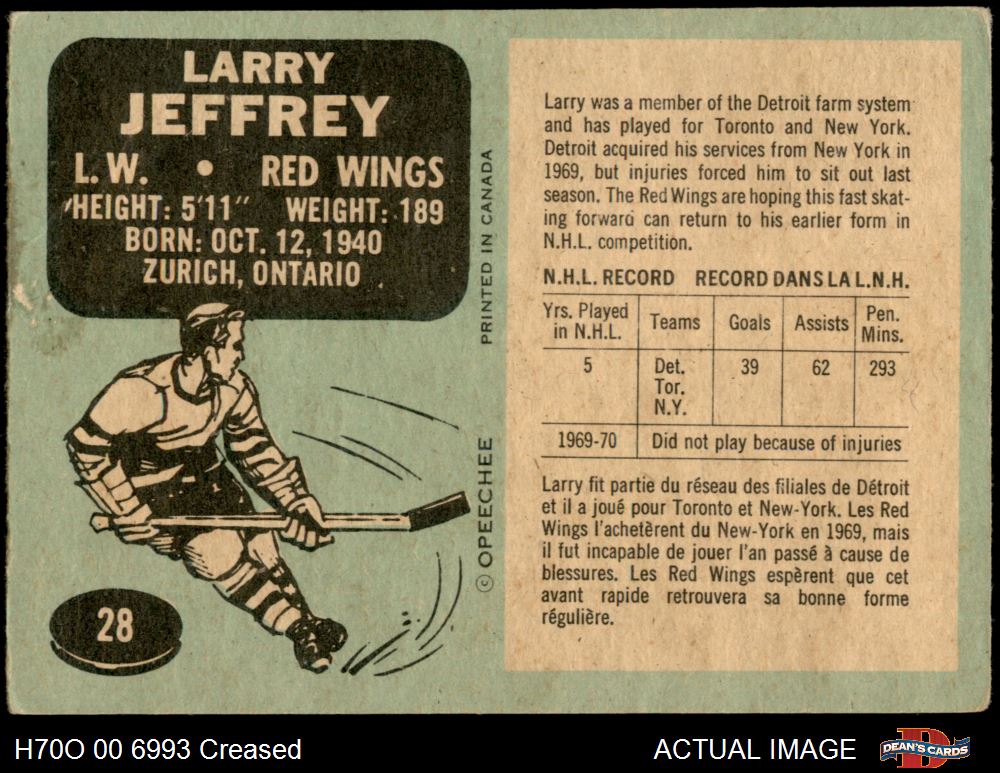 LARRY
JEFFREY
L.W. • RED WINGS
HEIGHT: 5'11" WEIGHT: 189
BORN: OCT. 12, 1940
ZURICH, ONTARIO
28
© OPEECHEE PRINTED IN CANADA
Larry was a member of the Detroit farm system
and has played for Toronto and New York.
Detroit acquired his services from New York in
1969, but injuries forced him to sit out last
season. The Red Wings are hoping this fast skat-
ing forward can return to his earlier form in
N.H.L. competition.
N.H.L. RECORD RECORD DANS LA L.N.H.
Yrs. Played in N.H.L. Teams Goals Assists Pen. Mins.
5 Det. 39 62 293
Tor.
N.Y.
1969-70 Did not play because of injuries
Larry fit partie du réseau des filiales de Détroit
et il a joué pour Toronto et New-York. Les Red
Wings l'achetèrent du New-York en 1969, mais
il fut incapable de jouer l'an passé à cause de
blessures. Les Red Wings espèrent que cet
avant rapide retrouvera sa bonne forme
régulière.
H70O 00 6993 Creased
ACTUAL IMAGE
DEAN'S CARDS